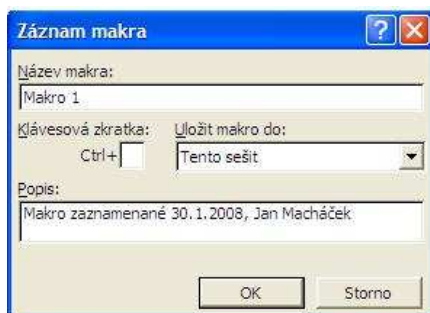 Záznam makra
Název makra:
Makro 1
Klávesová zkratka: Uložit makro do:
Ctrl+ Tento sešit
Popis:
Makro zaznamenané 30.1.2008, Jan Macháček
OK Storno